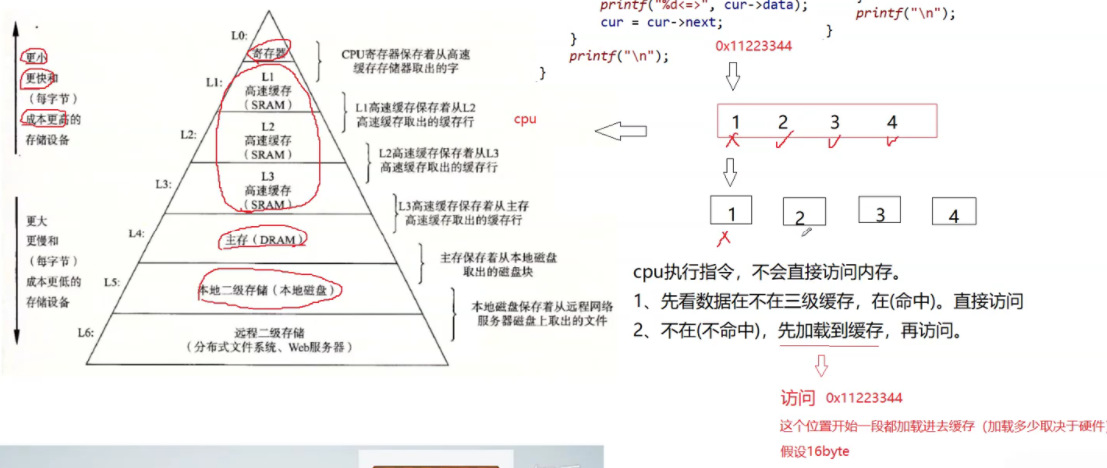 更小
更快和
（每字节）
成本更高的
存储设备
更大
更慢和
（每字节）
成本更低的
存储设备
L0:
寄存器
L1:
L1
高速缓存
（SRAM）
L2:
L2
高速缓存
（SRAM）
L3:
L3
高速缓存
（SRAM）
L4:
主存（DRAM）
L5:
本地二级存储（本地磁盘）
L6:
远程二级存储
（分布式文件系统、Web服务器）
CPU寄存器保存着从高速
缓存存储器取出的字
L1高速缓存保存着从L2
高速缓存取出的缓存行
L2高速缓存保存着从L3
高速缓存取出的缓存行
L3高速缓存保存着从主存
高速缓存取出的缓存行
主存保存着从本地磁盘
取出的磁盘块
本地磁盘保存着从远程网络
服务器磁盘上取出的文件
printf("%d<=>", cur->data);
cur = cur->next;
}
printf("\n");
}
printf("\n");
}
0x11223344
cpu
1 2 3 4
1 2 3 4
cpu执行指令，不会直接访问内存。
1、先看数据在不在三级缓存，在(命中)。直接访问
2、不在(不命中)，先加载到缓存，再访问。
访问 0x11223344
这个位置开始一段都加载进去缓存（加载多少取决于硬件）
假设16byte